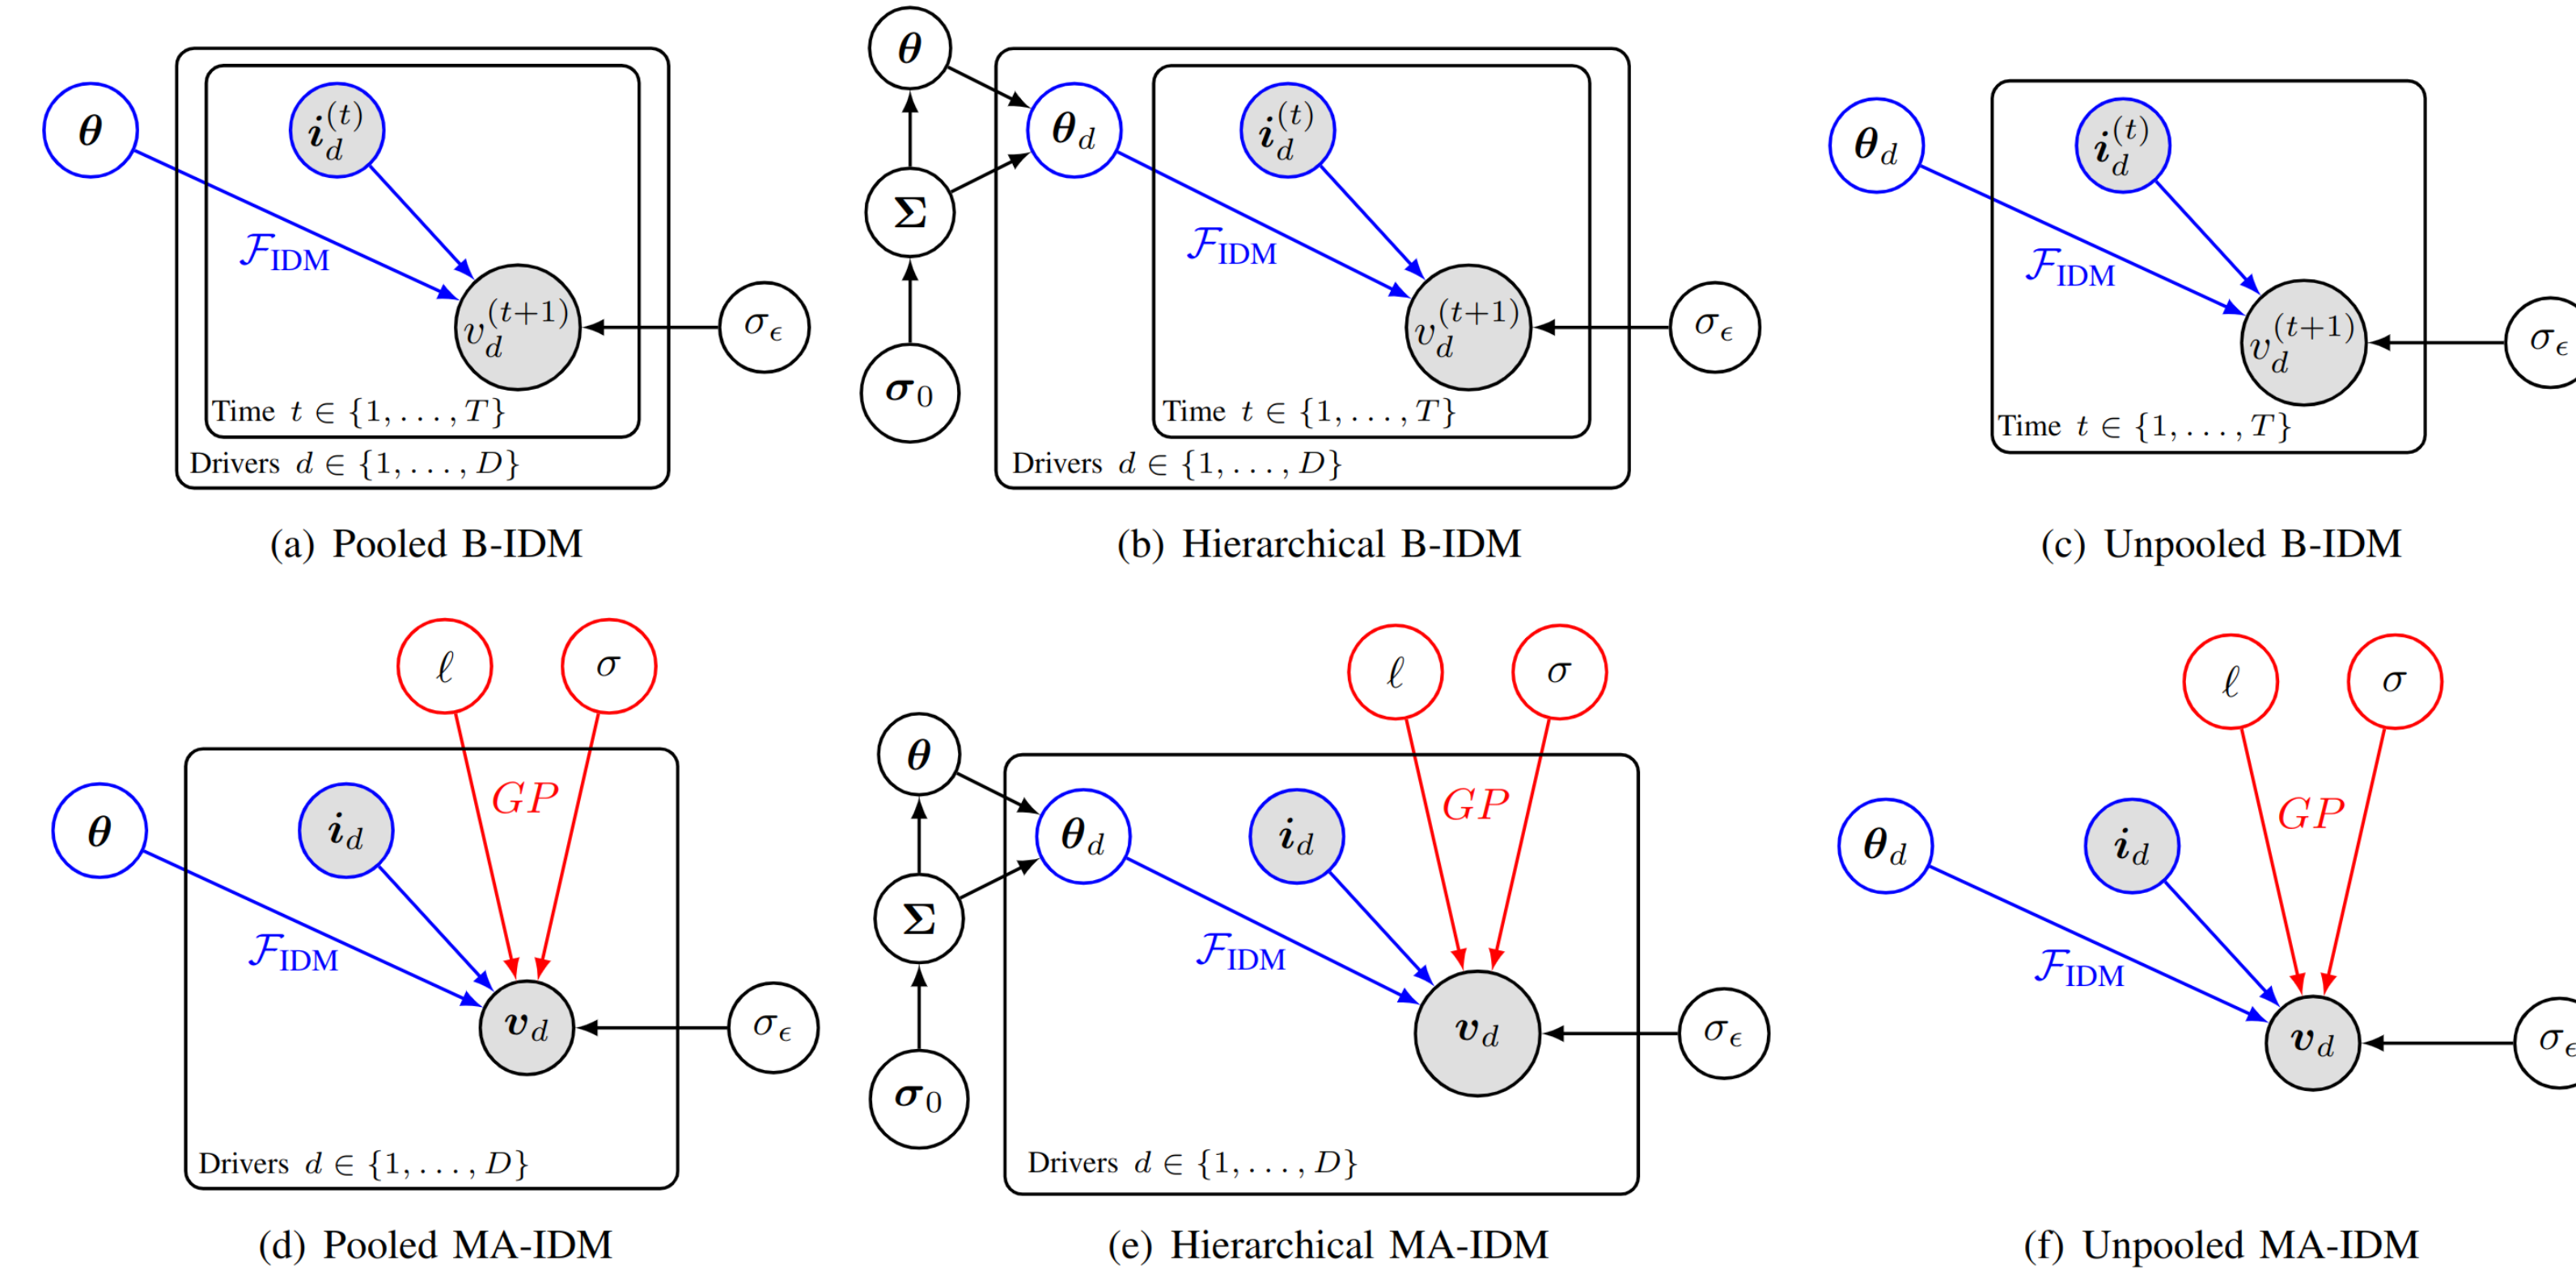 θ
i_d^(t)
F_IDM
v_d^(t+1)
σ_ϵ
Time t ∈ {1, . . . , T}
Drivers d ∈ {1, . . . , D}
(a) Pooled B-IDM
θ
θ_d
i_d^(t)
Σ
F_IDM
v_d^(t+1)
σ_ϵ
σ_0
Time t ∈ {1, . . . , T}
Drivers d ∈ {1, . . . , D}
(b) Hierarchical B-IDM
θ_d
i_d^(t)
F_IDM
v_d^(t+1)
σ_ϵ
Time t ∈ {1, . . . , T}
(c) Unpooled B-IDM
ℓ
σ
GP
θ
i_d
F_IDM
v_d
σ_ϵ
Drivers d ∈ {1, . . . , D}
(d) Pooled MA-IDM
ℓ
σ
θ
GP
θ_d
i_d
Σ
F_IDM
v_d
σ_ϵ
σ_0
Drivers d ∈ {1, . . . , D}
(e) Hierarchical MA-IDM
ℓ
σ
GP
θ_d
i_d
F_IDM
v_d
σ_ϵ
(f) Unpooled MA-IDM